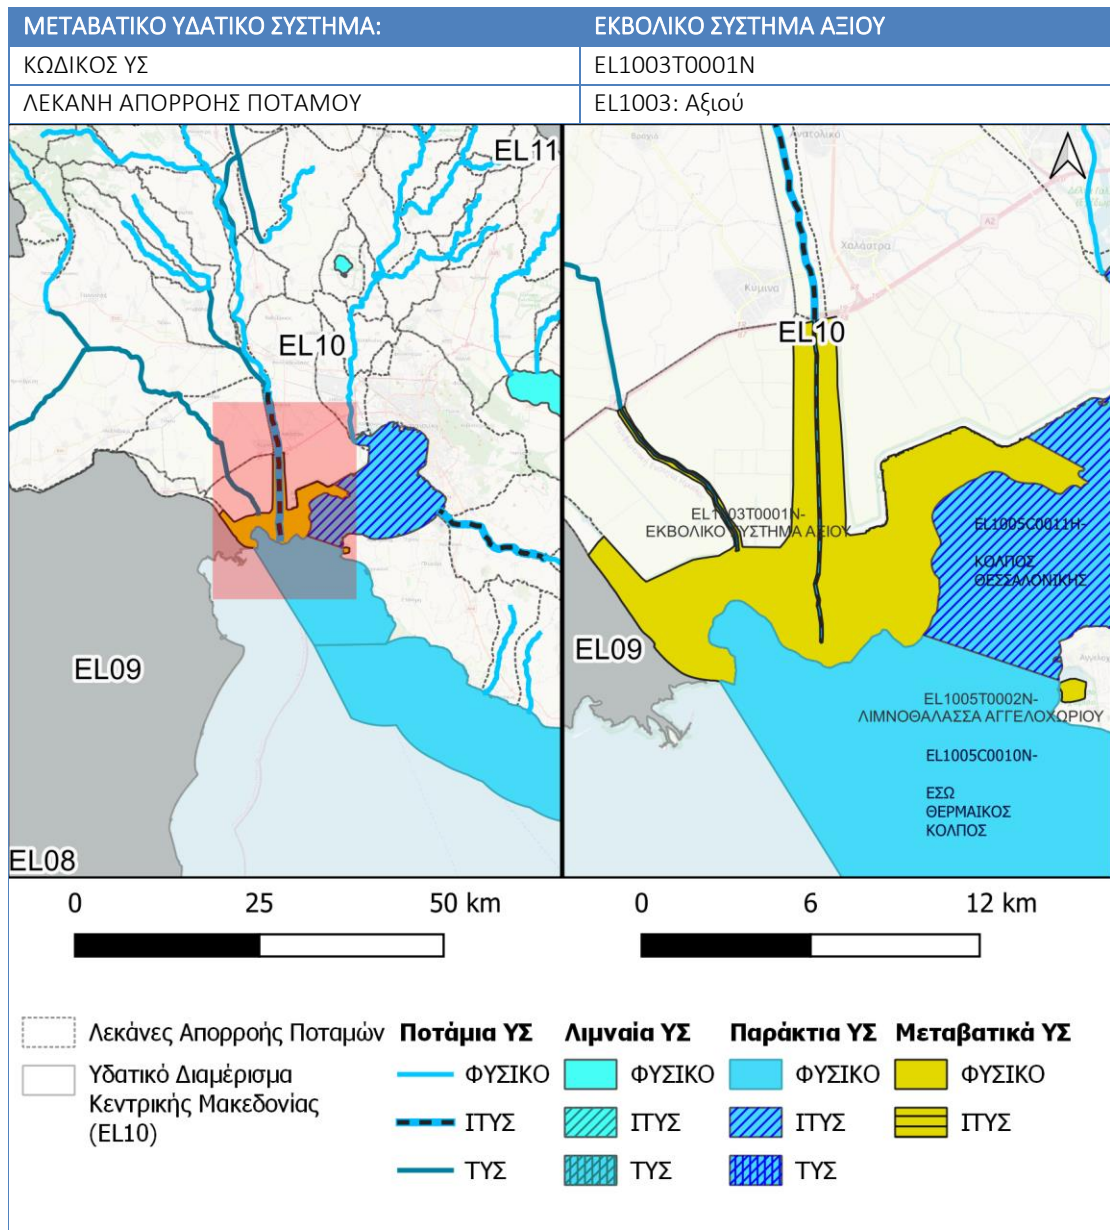 ΜΕΤΑΒΑΤΙΚΟ ΥΔΑΤΙΚΟ ΣΥΣΤΗΜΑ: ΕΚΒΟΛΙΚΟ ΣΥΣΤΗΜΑ ΑΞΙΟΥ
ΚΩΔΙΚΟΣ ΥΣ EL1003T0001N
ΛΕΚΑΝΗ ΑΠΟΡΡΟΗΣ ΠΟΤΑΜΟΥ EL1003: Αξιού
EL11
EL10
EL09
EL08
Βραχια
Ανατολικό
A2
Χαλάστρα
Κύμινα
EL10
EL1003T0001N-
ΕΚΒΟΛΙΚΟ ΣΥΣΤΗΜΑ ΑΞΙΟΥ
EL1005C0011H-
ΚΟΛΠΟΣ
ΘΕΣΣΑΛΟΝΙΚΗΣ
EL09
EL1005T0002N-
ΛΙΜΝΟΘΑΛΑΣΣΑ ΑΓΓΕΛΟΧΩΡΙΟΥ
EL1005C0010N-
ΕΣΩ
ΘΕΡΜΑΙΚΟΣ
ΚΟΛΠΟΣ
0 25 50 km
0 6 12 km
Λεκάνες Απορροής Ποταμών
Υδατικό Διαμέρισμα
Κεντρικής Μακεδονίας
(EL10)
Ποτάμια ΥΣ Λιμναία ΥΣ Παράκτια ΥΣ Μεταβατικά ΥΣ
ΦΥΣΙΚΟ ΦΥΣΙΚΟ ΦΥΣΙΚΟ ΦΥΣΙΚΟ
ΙΤΥΣ ΙΤΥΣ ΙΤΥΣ ΙΤΥΣ
ΤΥΣ ΤΥΣ ΤΥΣ